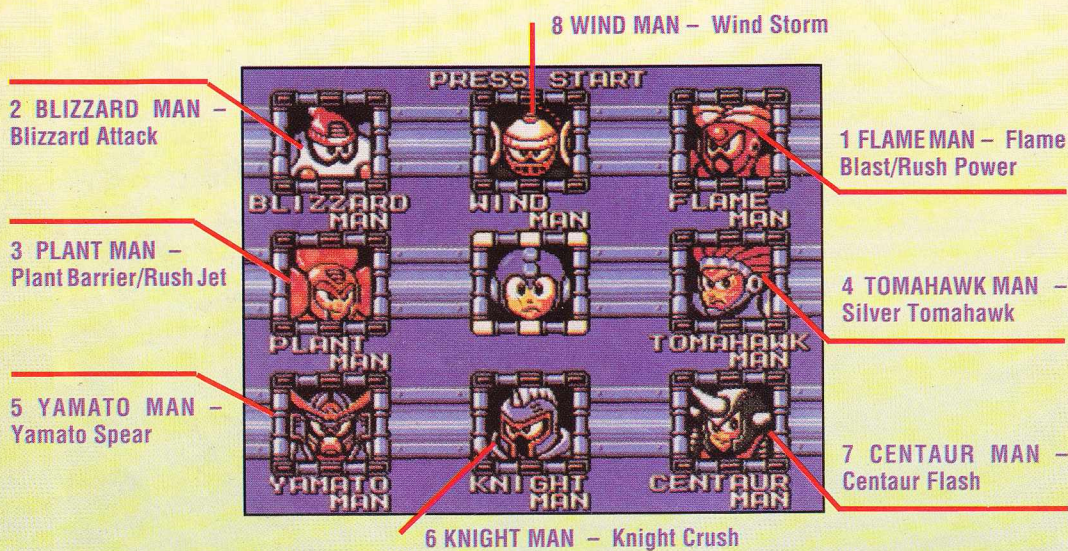 8 WIND MAN – Wind Storm
2 BLIZZARD MAN –
Blizzard Attack
1 FLAME MAN – Flame
Blast/Rush Power
3 PLANT MAN –
Plant Barrier/Rush Jet
4 TOMAHAWK MAN –
Silver Tomahawk
5 YAMATO MAN –
Yamato Spear
7 CENTAUR MAN –
Centaur Flash
6 KNIGHT MAN – Knight Crush
PRESS START
BLIZZARD
MAN
WIND
MAN
FLAME
MAN
PLANT
MAN
TOMAHAWK
MAN
YAMATO
MAN
KNIGHT
MAN
CENTAUR
MAN